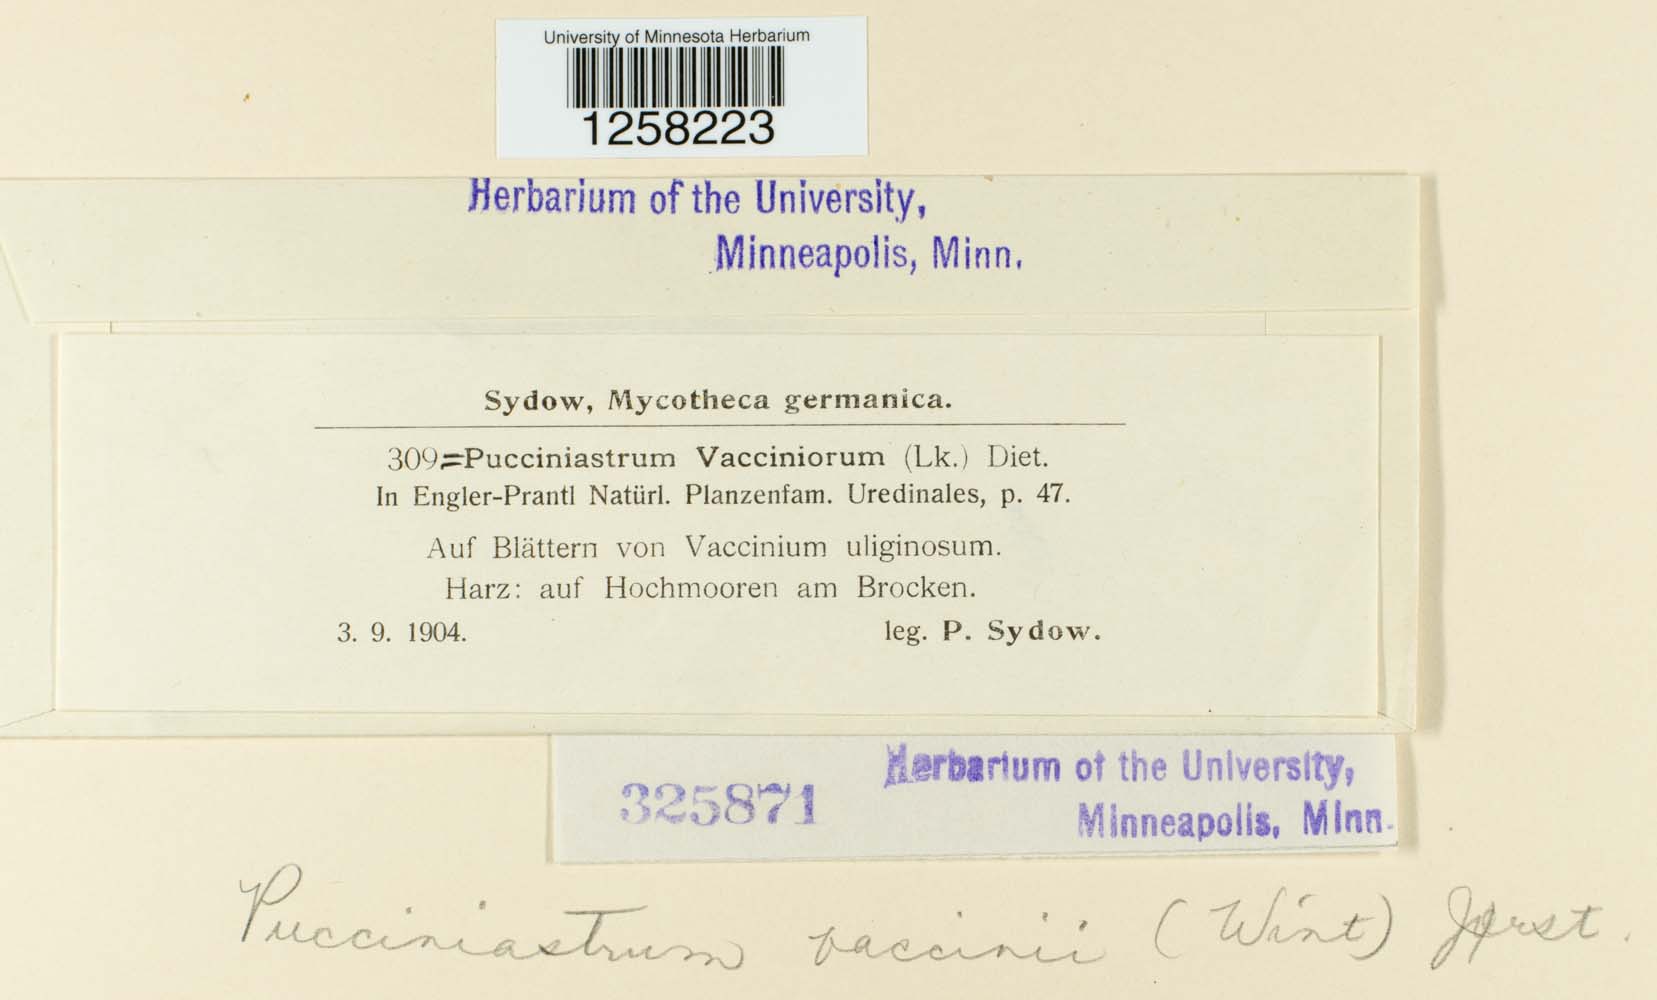 University of Minnesota Herbarium
1258223
Herbarium of the University,
Minneapolis, Minn.
Sydow, Mycotheca germanica.
309=Pucciniastrum Vacciniorum (Lk.) Diet.
In Engler-Prantl Natürl. Planzenfam. Uredinales, p. 47.
Auf Blättern von Vaccinium uliginosum.
Harz: auf Hochmooren am Brocken.
3. 9. 1904. leg. P. Sydow.
325871
Herbarium of the University,
Minneapolis, Minn.
Pucciniastrum vaccinii (Wint) Jørst.